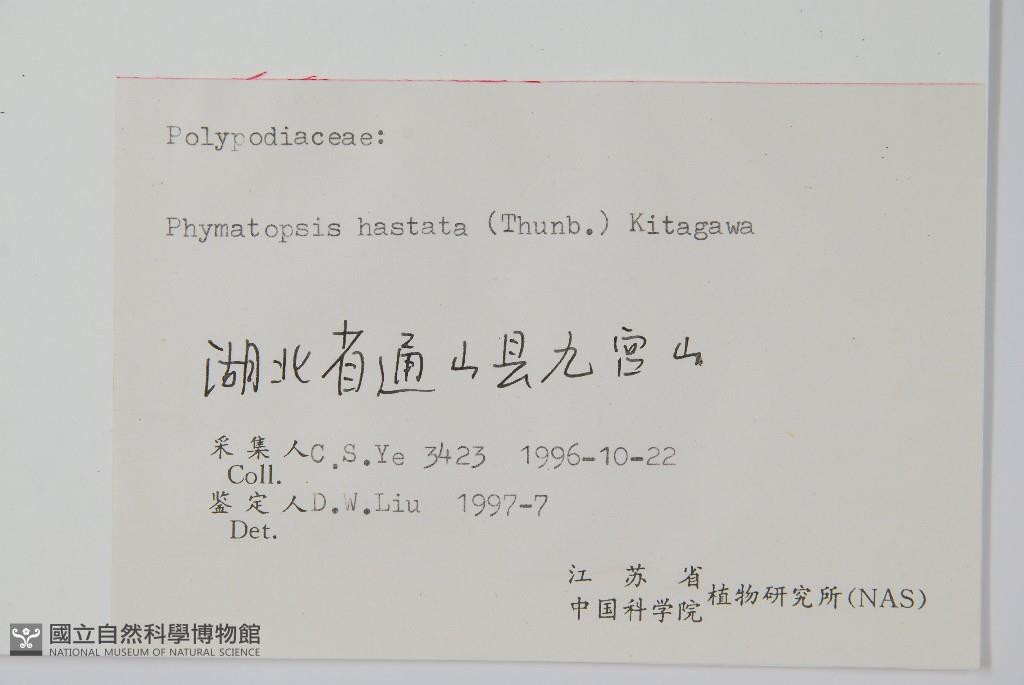 Polypodiaceae:
Phymatopsis hastata (Thunb.) Kitagawa
湖北省通山县九宫山
采集人C.S.Ye 3423 1996-10-22
Coll.
鉴定人D.W.Liu 1997-7
Det.
江苏省
中国科学院植物研究所(NAS)
國立自然科學博物館
NATIONAL MUSEUM OF NATURAL SCIENCE